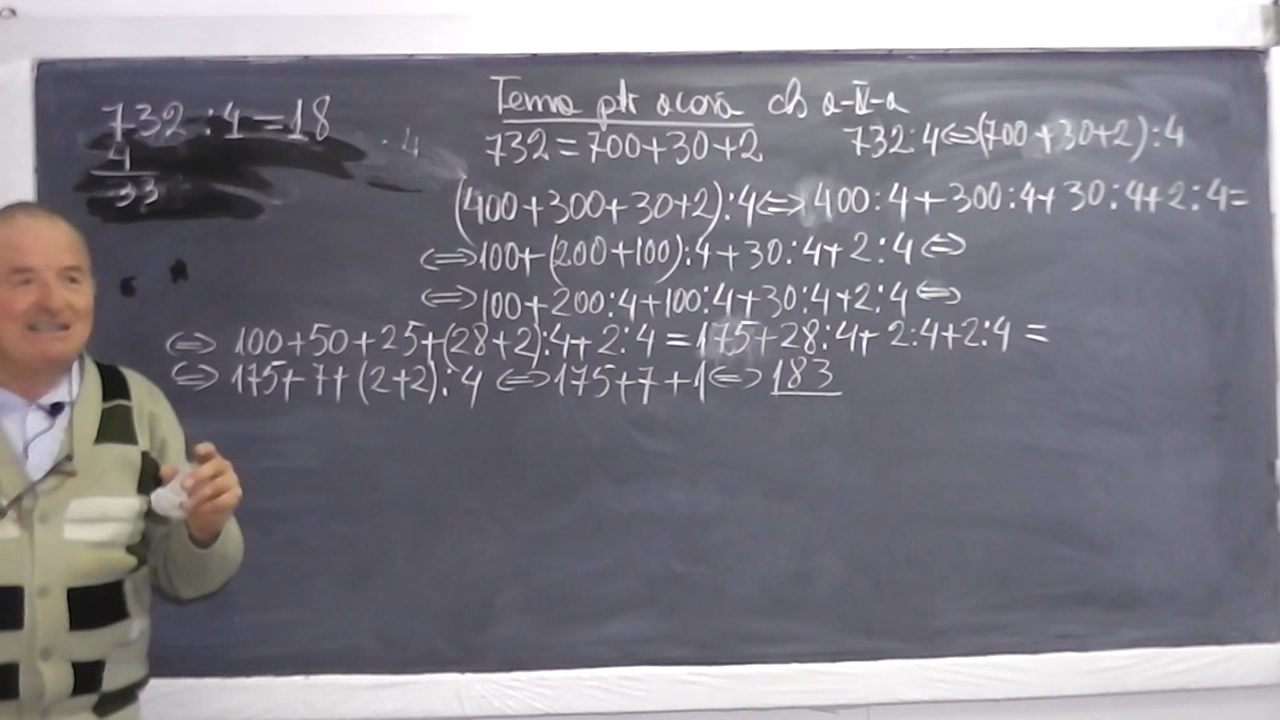 732 : 4 = 18
4
33
· 4
Tema ptr acasă cls a-IV-a
732 = 700+30+2 732:4⇔(700+30+2):4
(400+300+30+2):4⇔400:4+300:4+30:4+2:4=
⇔100+(200+100):4+30:4+2:4⇔
⇔100+200:4+100:4+30:4+2:4⇔
⇔ 100+50+25+(28+2):4+2:4=175+28:4+2:4+2:4=
⇔ 175+7+(2+2):4⇔175+7+1⇔183